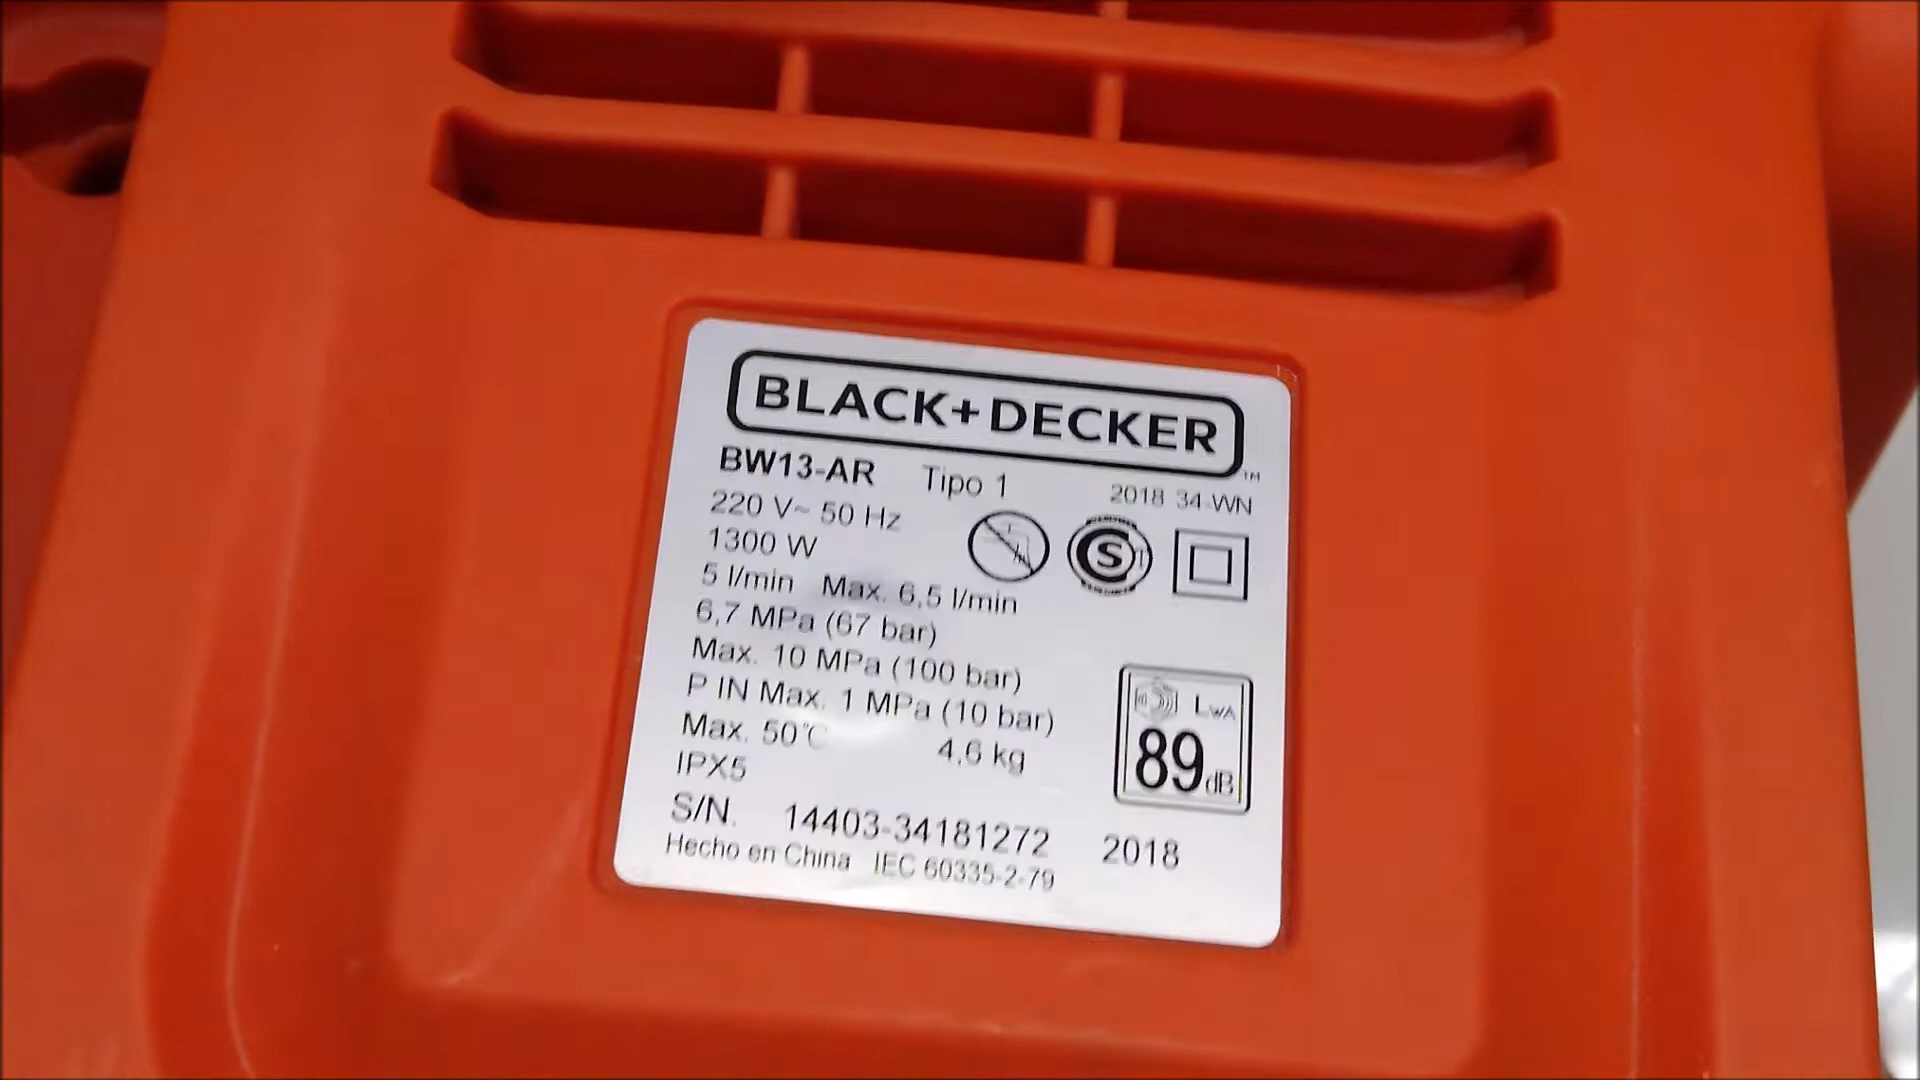 BLACK+DECKER™
BW13-AR Tipo 1 2018 34-WN
220 V~ 50 Hz
1300 W
5 l/min Max. 6,5 l/min
6,7 MPa (67 bar)
Max. 10 MPa (100 bar)
P IN Max. 1 MPa (10 bar)
Max. 50℃ 4,6 kg
IPX5
LWA
89 dB
S/N. 14403-34181272 2018
Hecho en China IEC 60335-2-79